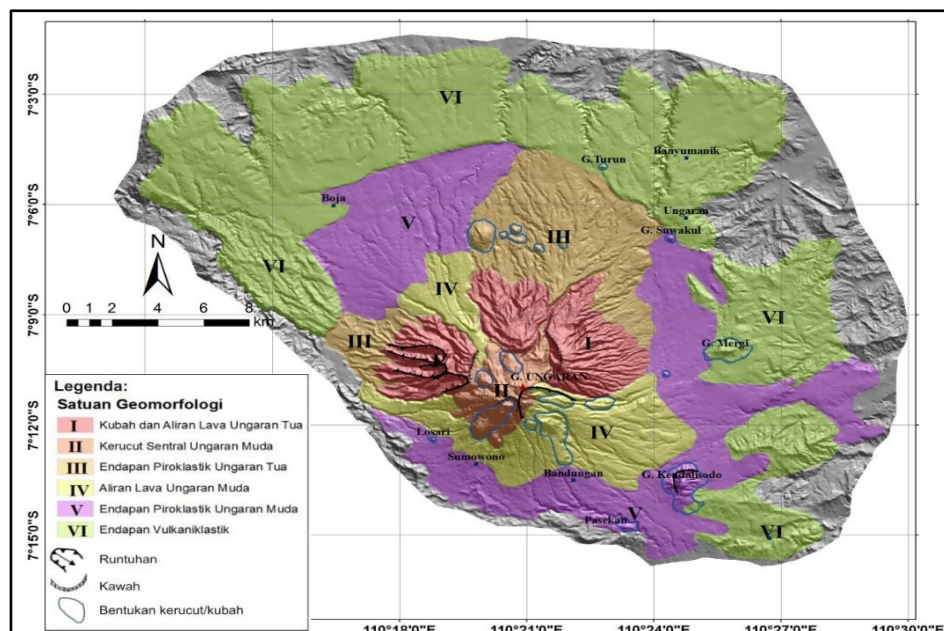 7°3'0"S
7°6'0"S
7°9'0"S
7°12'0"S
7°15'0"S
VI
G.Turun
Banyumanik
Boja
Ungaran
G. Suwakul
V
III
N
VI
IV
0 2 4 6 8
km
VI
III
I
I
G. Mergi
G. UNGARAN
II
IV
Losari
Sumowono
Bandungan
G. Kendalisodo
V
Pasekan
VI
Legenda:
Satuan Geomorfologi
I Kubah dan Aliran Lava Ungaran Tua
II Kerucut Sentral Ungaran Muda
III Endapan Piroklastik Ungaran Tua
IV Aliran Lava Ungaran Muda
V Endapan Piroklastik Ungaran Muda
VI Endapan Vulkaniklastik
Runtuhan
Kawah
Bentukan kerucut/kubah
110°18'0"E 110°21'0"E 110°24'0"E 110°27'0"E 110°30'0"E